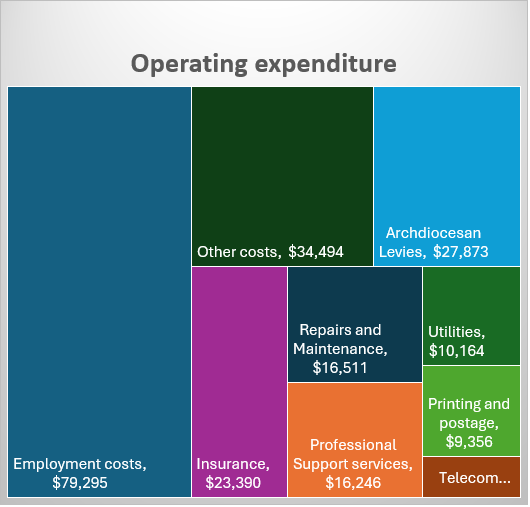 Operating expenditure
Employment costs,
$79,295
Other costs, $34,494
Archdiocesan
Levies, $27,873
Insurance,
$23,390
Repairs and
Maintenance,
$16,511
Professional
Support services,
$16,246
Utilities,
$10,164
Printing and
postage,
$9,356
Telecom...